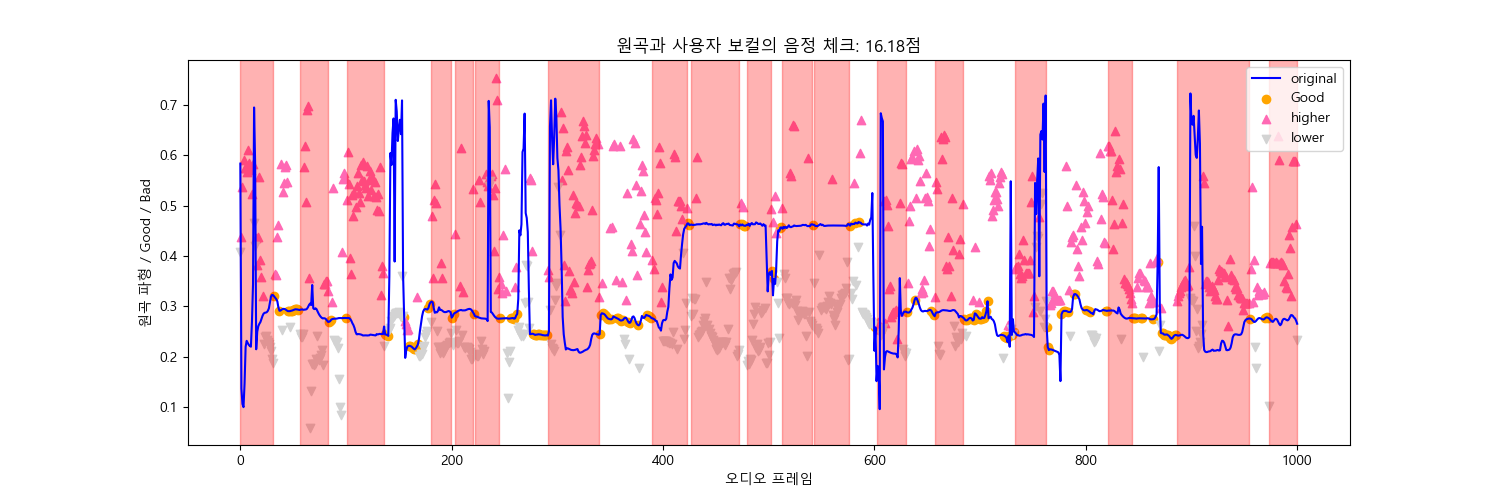 원곡과 사용자 보컬의 음정 체크: 16.18점
original
Good
higher
lower
원곡 파형 / Good / Bad
0.7
0.6
0.5
0.4
0.3
0.2
0.1
0 200 400 600 800 1000
오디오 프레임